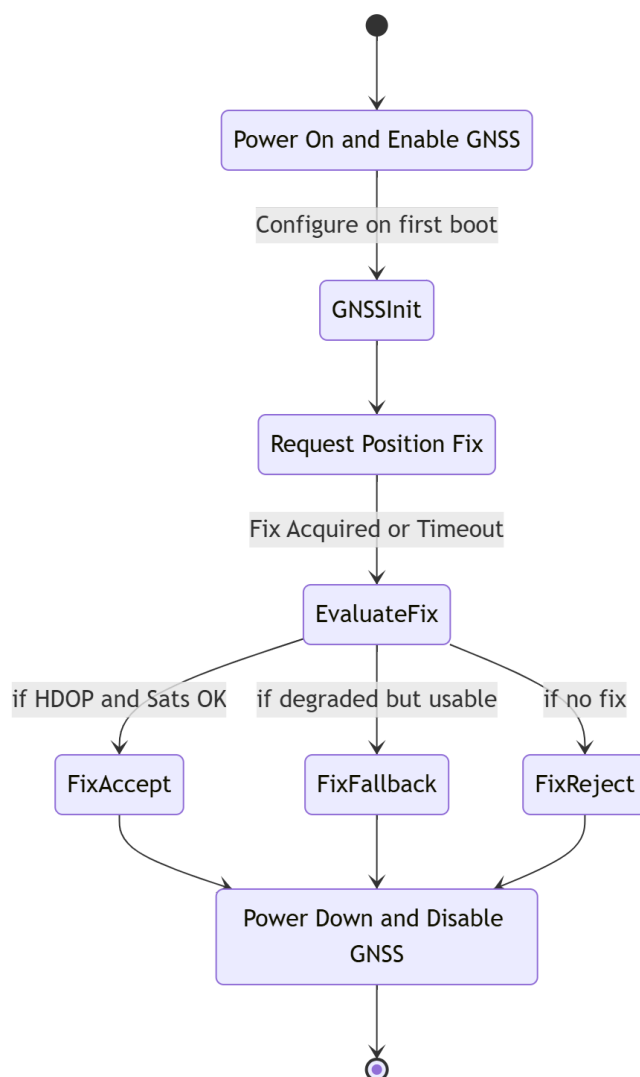 Power On and Enable GNSS
Configure on first boot
GNSSInit
Request Position Fix
Fix Acquired or Timeout
EvaluateFix
if HDOP and Sats OK
if degraded but usable
if no fix
FixAccept
FixFallback
FixReject
Power Down and Disable
GNSS